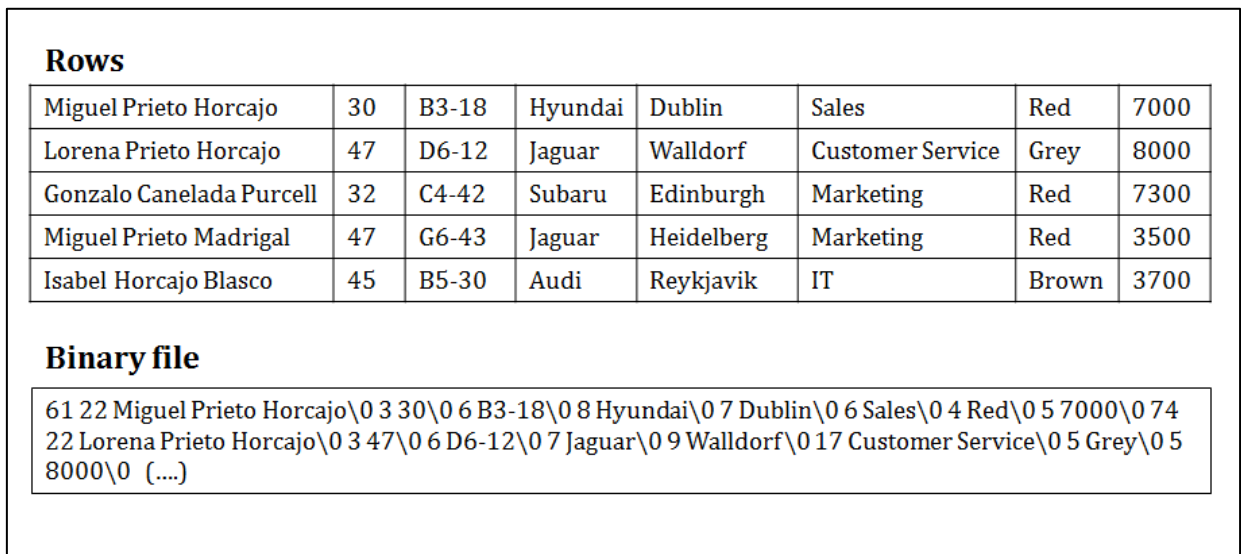 Rows
Miguel Prieto Horcajo 30 B3-18 Hyundai Dublin Sales Red 7000
Lorena Prieto Horcajo 47 D6-12 Jaguar Walldorf Customer Service Grey 8000
Gonzalo Canelada Purcell 32 C4-42 Subaru Edinburgh Marketing Red 7300
Miguel Prieto Madrigal 47 G6-43 Jaguar Heidelberg Marketing Red 3500
Isabel Horcajo Blasco 45 B5-30 Audi Reykjavik IT Brown 3700
Binary file
61 22 Miguel Prieto Horcajo\0 3 30\0 6 B3-18\0 8 Hyundai\0 7 Dublin\0 6 Sales\0 4 Red\0 5 7000\0 74
22 Lorena Prieto Horcajo\0 3 47\0 6 D6-12\0 7 Jaguar\0 9 Walldorf\0 17 Customer Service\0 5 Grey\0 5
8000\0 (....)